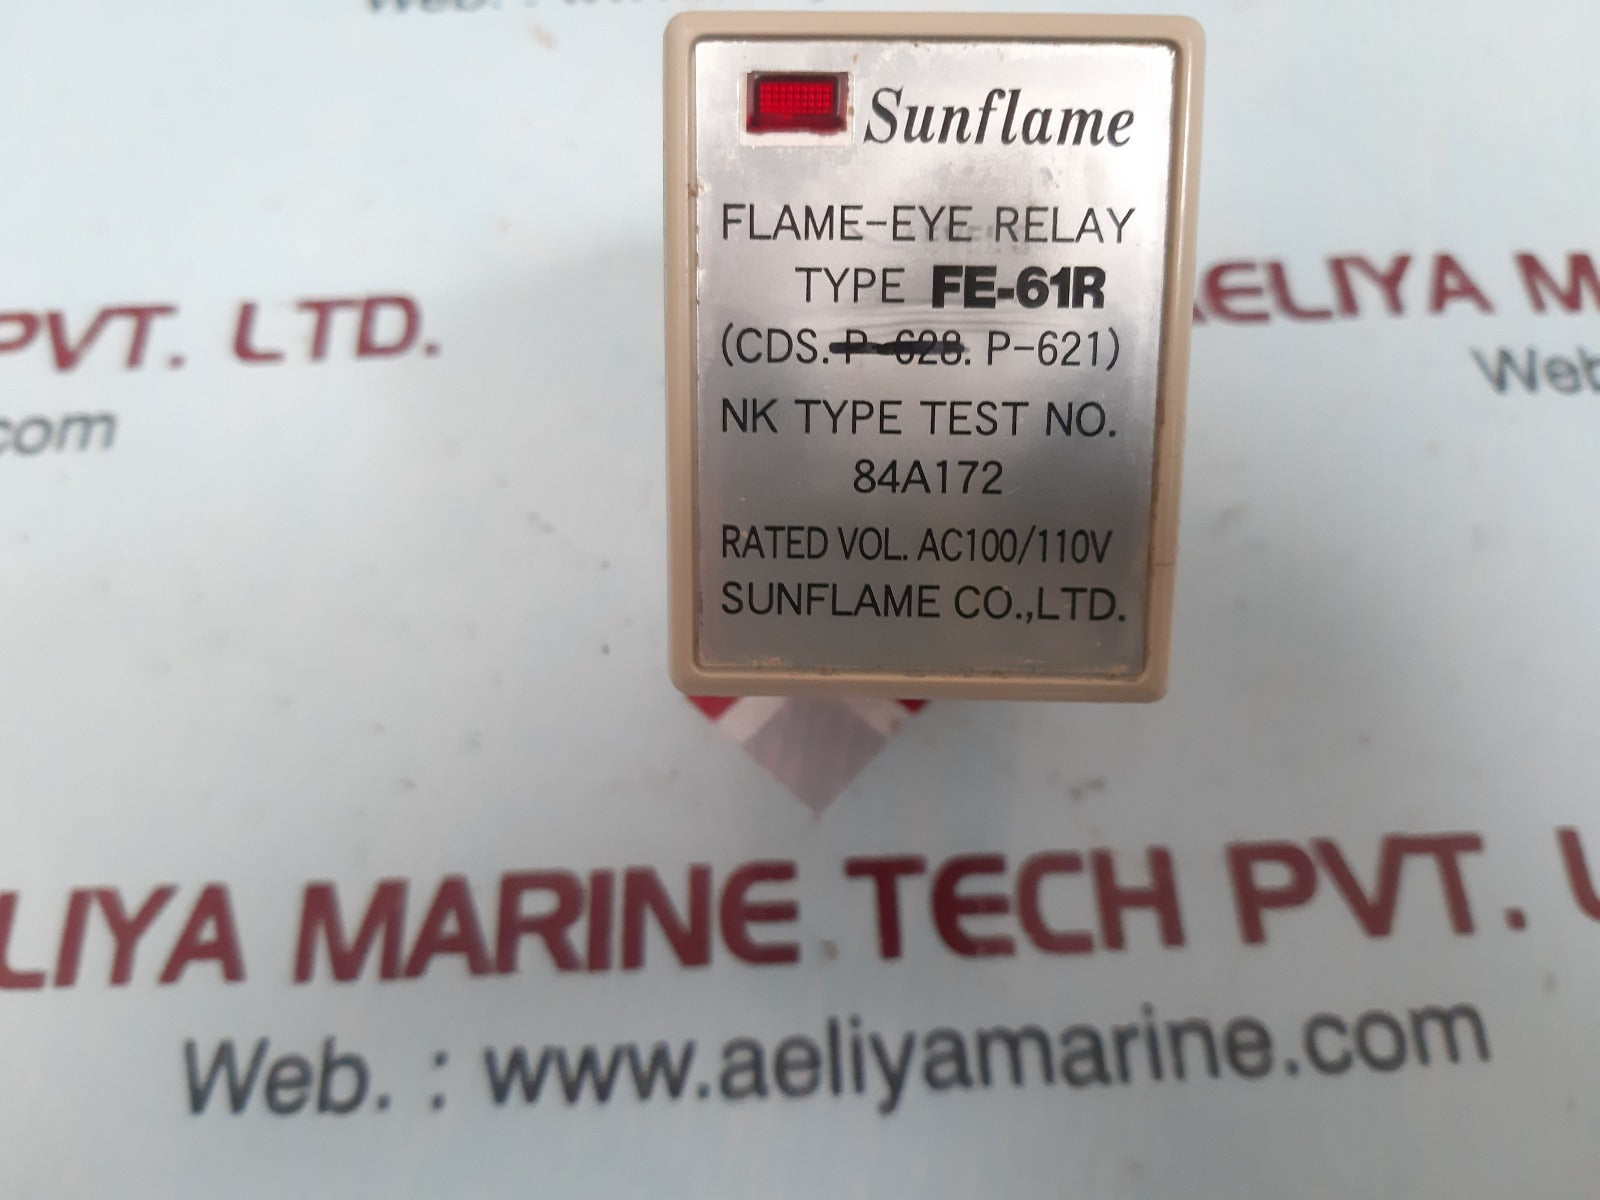 Sunflame
FLAME-EYE RELAY
TYPE FE-61R
(CDS. P-628. P-621)
NK TYPE TEST NO.
84A172
RATED VOL. AC100/110V
SUNFLAME CO.,LTD.
PVT. LTD.
com
AELIYA M
Web
ELIYA MARINE TECH PVT. L
Web. : www.aeliyamarine.com